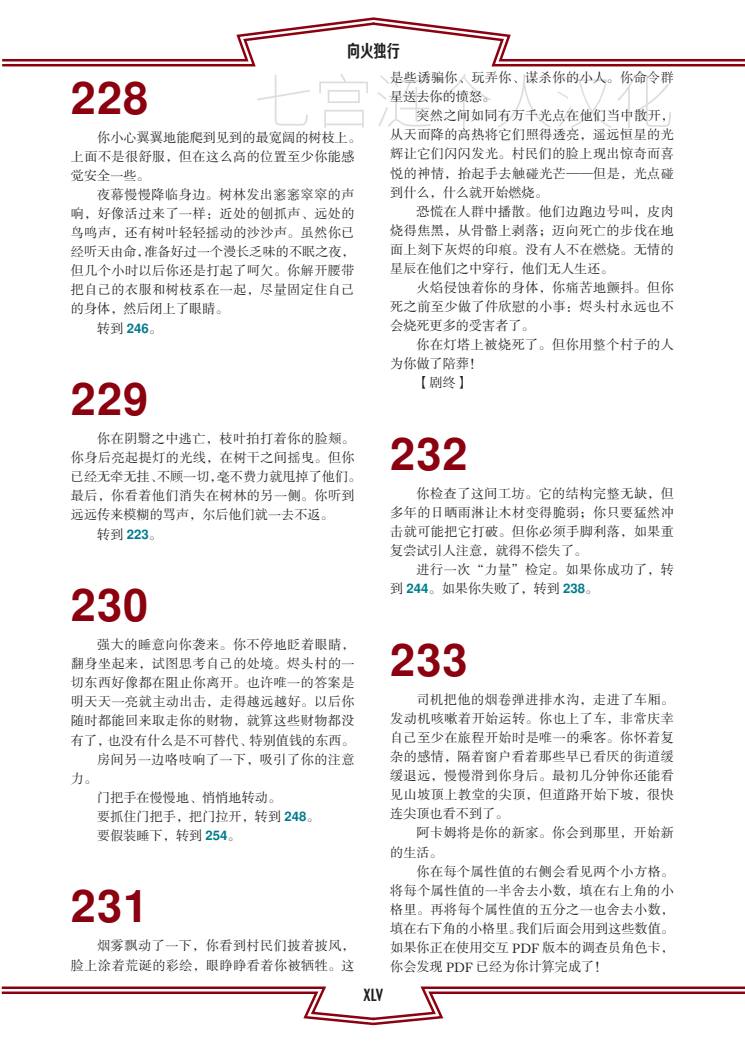 向火独行
228
你小心翼翼地能爬到见到的最宽阔的树枝上。
上面不是很舒服，但在这么高的位置至少你能感
觉安全一些。
夜幕慢慢降临身边。树林发出窸窸窣窣的声
响，好像活过来了一样；近处的刨抓声、远处的
鸟鸣声，还有树叶轻轻摇动的沙沙声。虽然你已
经听天由命，准备好过一个漫长乏味的不眠之夜，
但几个小时以后你还是打起了呵欠。你解开腰带
把自己的衣服和树枝系在一起，尽量固定住自己
的身体，然后闭上了眼睛。
转到 246。
229
你在阴翳之中逃亡，枝叶拍打着你的脸颊。
你身后亮起提灯的光线，在树干之间摇曳。但你
已经无牵无挂、不顾一切，毫不费力就甩掉了他们。
最后，你看着他们消失在树林的另一侧。你听到
远远传来模糊的骂声，尔后他们就一去不返。
转到 223。
230
强大的睡意向你袭来。你不停地眨着眼睛，
翻身坐起来，试图思考自己的处境。烬头村的一
切东西好像都在阻止你离开。也许唯一的答案是
明天天一亮就主动出击，走得越远越好。以后你
随时都能回来取走你的财物，就算这些财物都没
有了，也没有什么是不可替代、特别值钱的东西。
房间另一边咯吱响了一下，吸引了你的注意
力。
门把手在慢慢地、悄悄地转动。
要抓住门把手，把门拉开，转到 248。
要假装睡下，转到 254。
231
烟雾飘动了一下，你看到村民们披着披风，
脸上涂着荒诞的彩绘，眼睁睁看着你被牺牲。这
是些诱骗你、玩弄你、谋杀你的小人。你命令群
星送去你的愤怒。
突然之间如同有万千光点在他们当中散开，
从天而降的高热将它们照得透亮，遥远恒星的光
辉让它们闪闪发光。村民们的脸上现出惊奇而喜
悦的神情，抬起手去触碰光芒——但是，光点碰
到什么，什么就开始燃烧。
恐慌在人群中播散。他们边跑边号叫，皮肉
烧得焦黑，从骨骼上剥落；迈向死亡的步伐在地
面上刻下灰烬的印痕。没有人不在燃烧。无情的
星辰在他们之中穿行，他们无人生还。
火焰侵蚀着你的身体，你痛苦地颤抖。但你
死之前至少做了件欣慰的小事：烬头村永远也不
会烧死更多的受害者了。
你在灯塔上被烧死了。但你用整个村子的人
为你做了陪葬！
【剧终】
232
你检查了这间工坊。它的结构完整无缺，但
多年的日晒雨淋让木材变得脆弱；你只要猛然冲
击就可能把它打破。但你必须手脚利落，如果重
复尝试引人注意，就得不偿失了。
进行一次“力量”检定。如果你成功了，转
到 244。如果你失败了，转到 238。
233
司机把他的烟卷弹进排水沟，走进了车厢。
发动机咳嗽着开始运转。你也上了车，非常庆幸
自己至少在旅程开始时是唯一的乘客。你怀着复
杂的感情，隔着窗户看着那些早已看厌的街道缓
缓退远，慢慢滑到你身后。最初几分钟你还能看
见山坡顶上教堂的尖顶，但道路开始下坡，很快
连尖顶也看不到了。
阿卡姆将是你的新家。你会到那里，开始新
的生活。
你在每个属性值的右侧会看见两个小方格。
将每个属性值的一半舍去小数，填在右上角的小
格里。再将每个属性值的五分之一也舍去小数，
填在右下角的小格里。我们后面会用到这些数值。
如果你正在使用交互 PDF 版本的调查员角色卡，
你会发现 PDF 已经为你计算完成了！
XLV